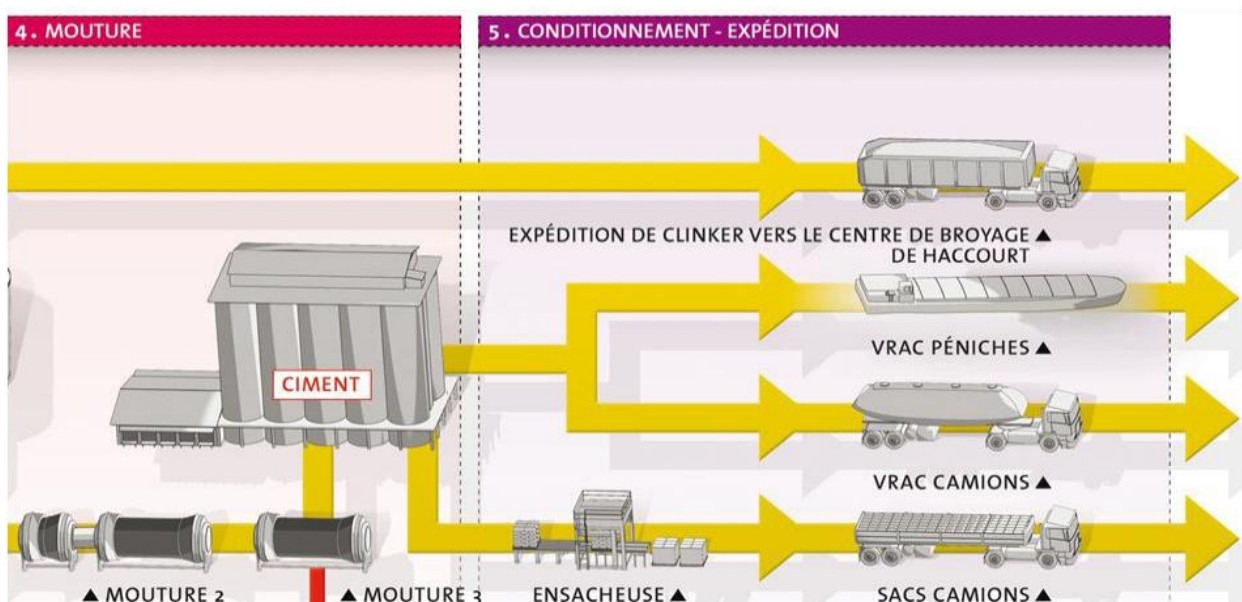 4. MOUTURE
5. CONDITIONNEMENT - EXPÉDITION
EXPÉDITION DE CLINKER VERS LE CENTRE DE BROYAGE ▲
DE HACCOURT
VRAC PÉNICHES ▲
CIMENT
VRAC CAMIONS ▲
▲ MOUTURE 2
▲ MOUTURE 3
ENSACHEUSE ▲
SACS CAMIONS ▲